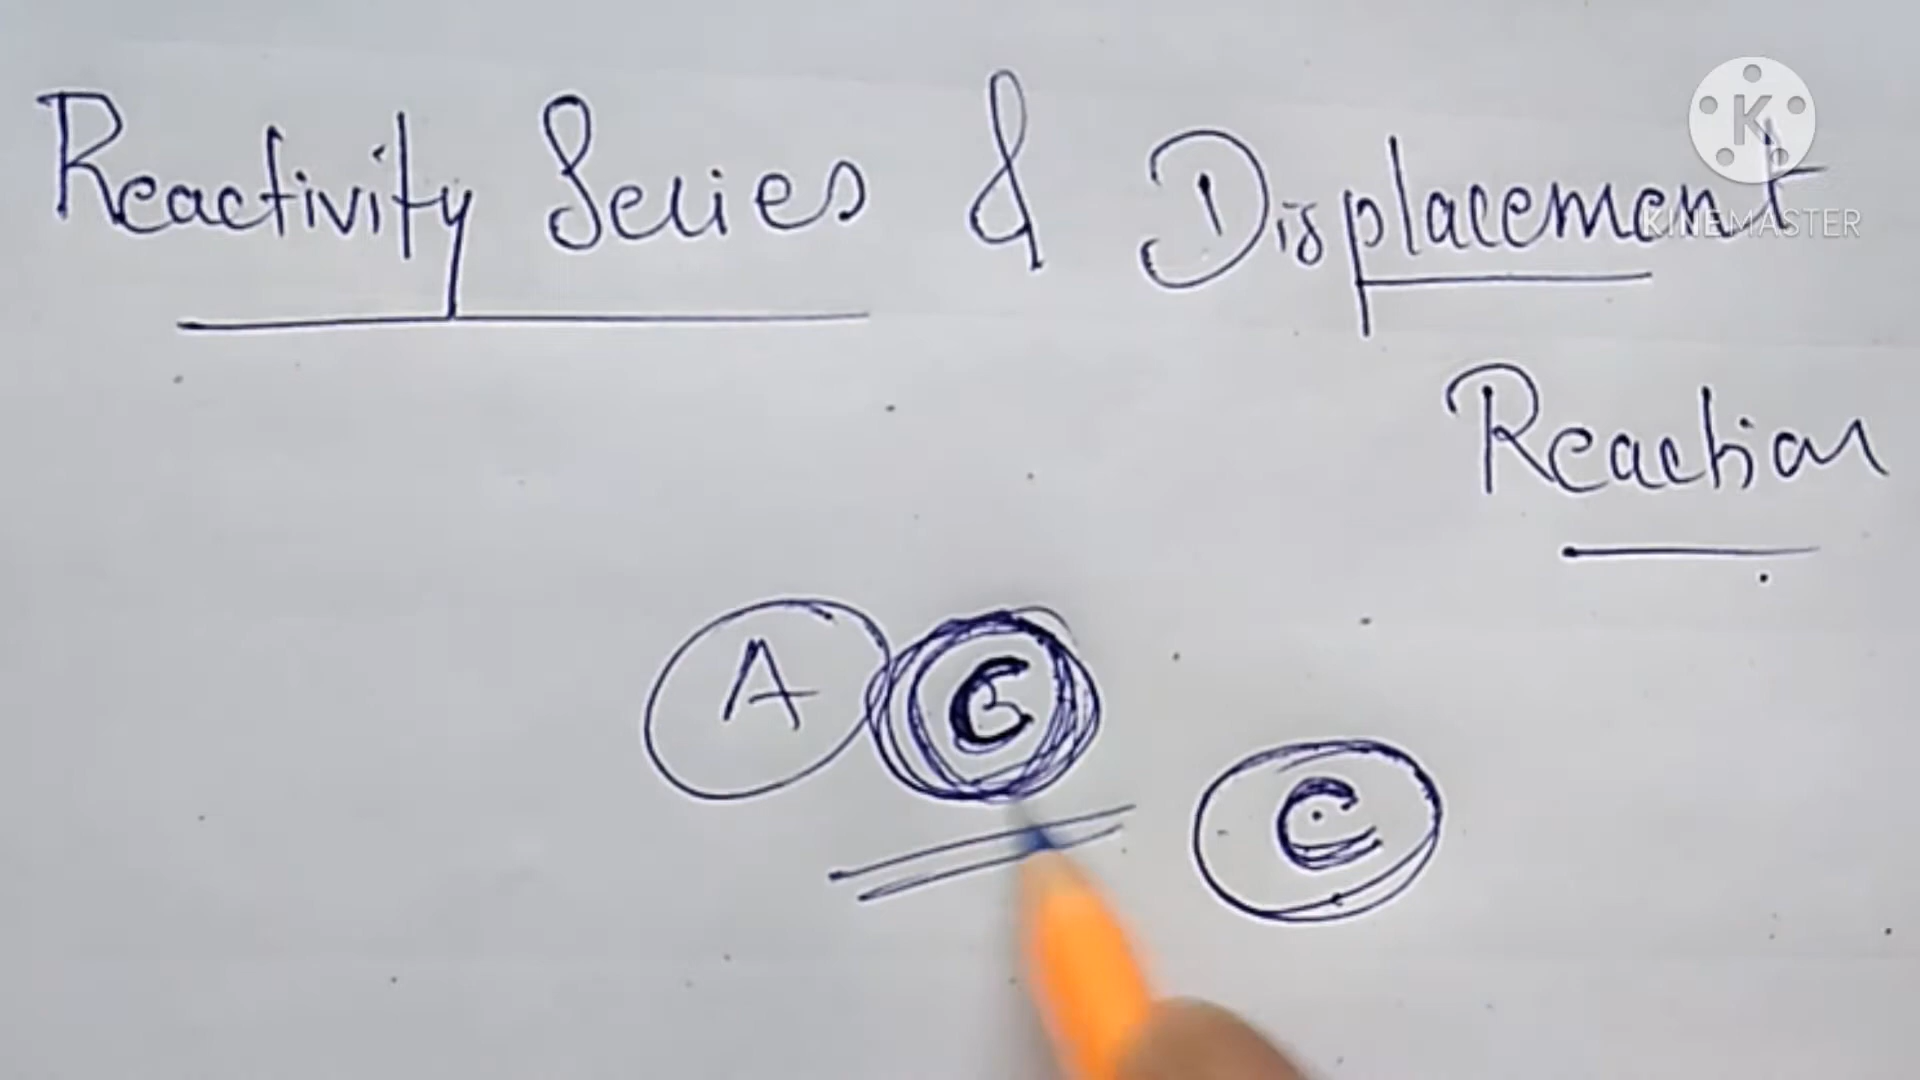 Reactivity Series & Displacement
Reaction
K
KINEMASTER
A
C